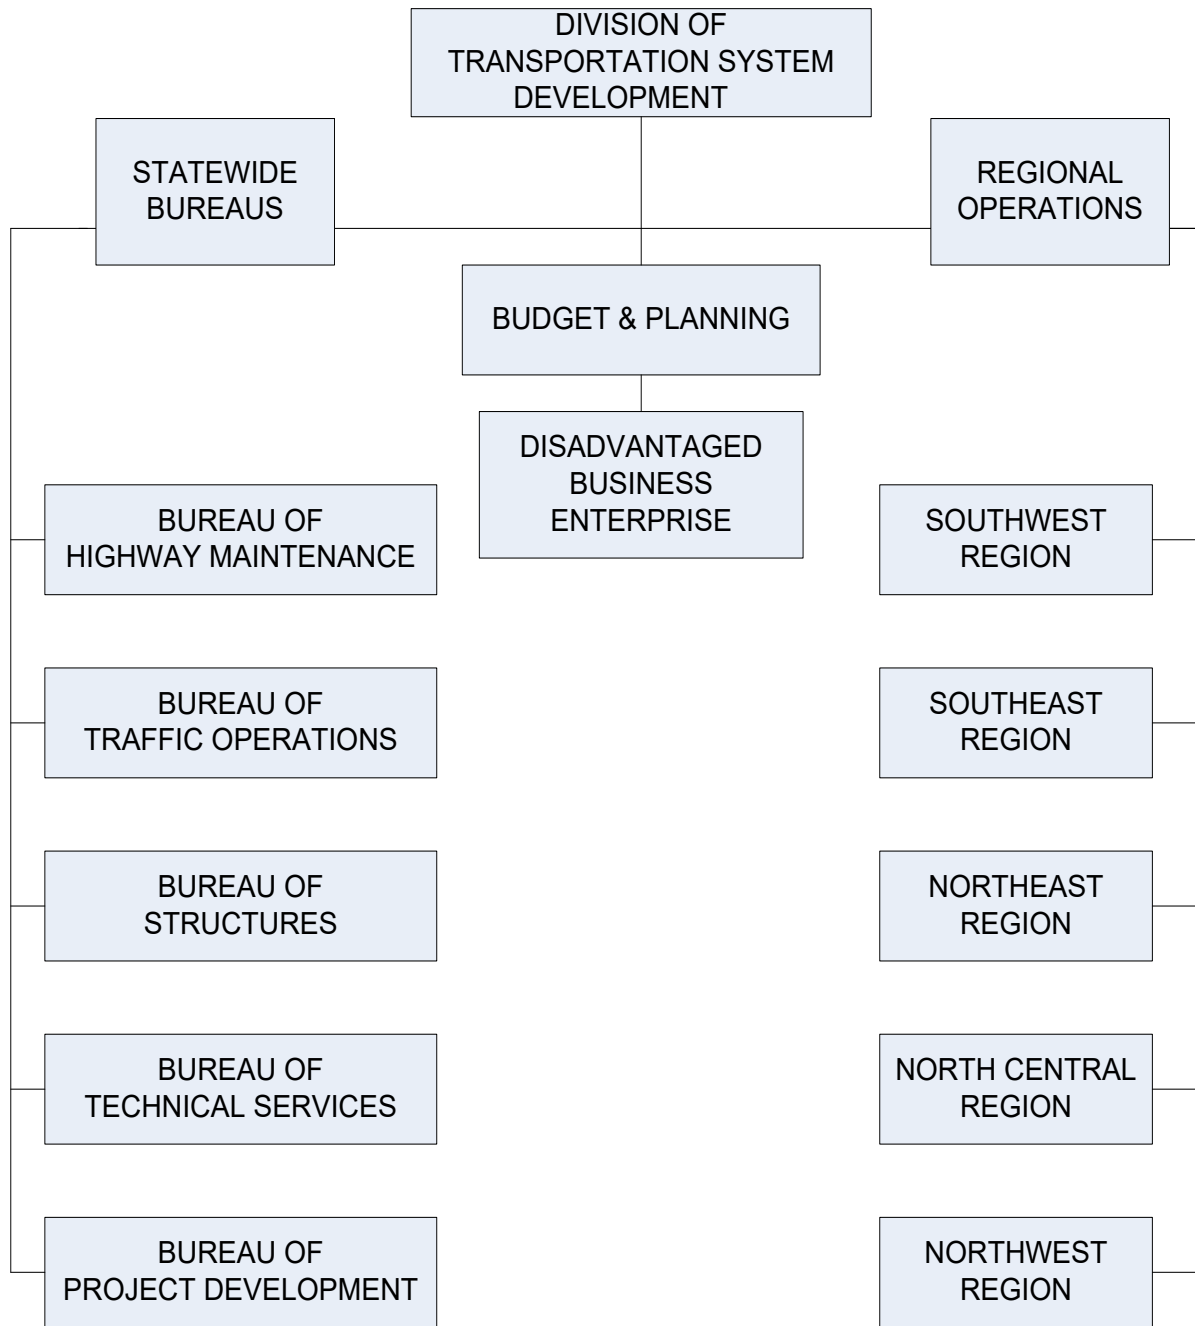 DIVISION OF
TRANSPORTATION SYSTEM
DEVELOPMENT
STATEWIDE
BUREAUS
REGIONAL
OPERATIONS
BUDGET & PLANNING
DISADVANTAGED
BUSINESS
ENTERPRISE
BUREAU OF
HIGHWAY MAINTENANCE
BUREAU OF
TRAFFIC OPERATIONS
BUREAU OF
STRUCTURES
BUREAU OF
TECHNICAL SERVICES
BUREAU OF
PROJECT DEVELOPMENT
SOUTHWEST
REGION
SOUTHEAST
REGION
NORTHEAST
REGION
NORTH CENTRAL
REGION
NORTHWEST
REGION